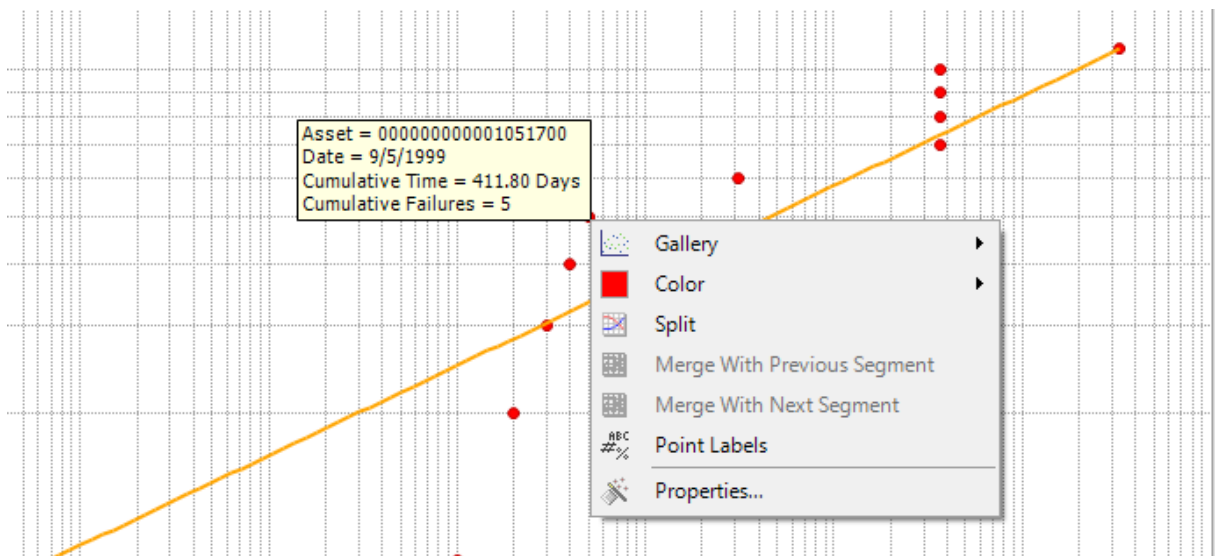 Asset = 000000000001051700
Date = 9/5/1999
Cumulative Time = 411.80 Days
Cumulative Failures = 5
Gallery
Color
Split
Merge With Previous Segment
Merge With Next Segment
ABC
#%
Point Labels
Properties...